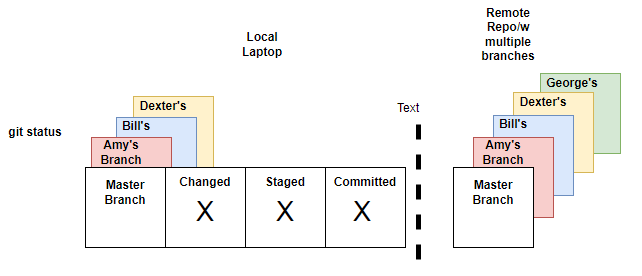 Local
Laptop
Remote
Repo/w
multiple
branches
git status
Text
Dexter's
Bill's
Amy's
Branch
Master
Branch
Changed
X
Staged
X
Committed
X
George's
Dexter's
Bill's
Amy's
Branch
Master
Branch